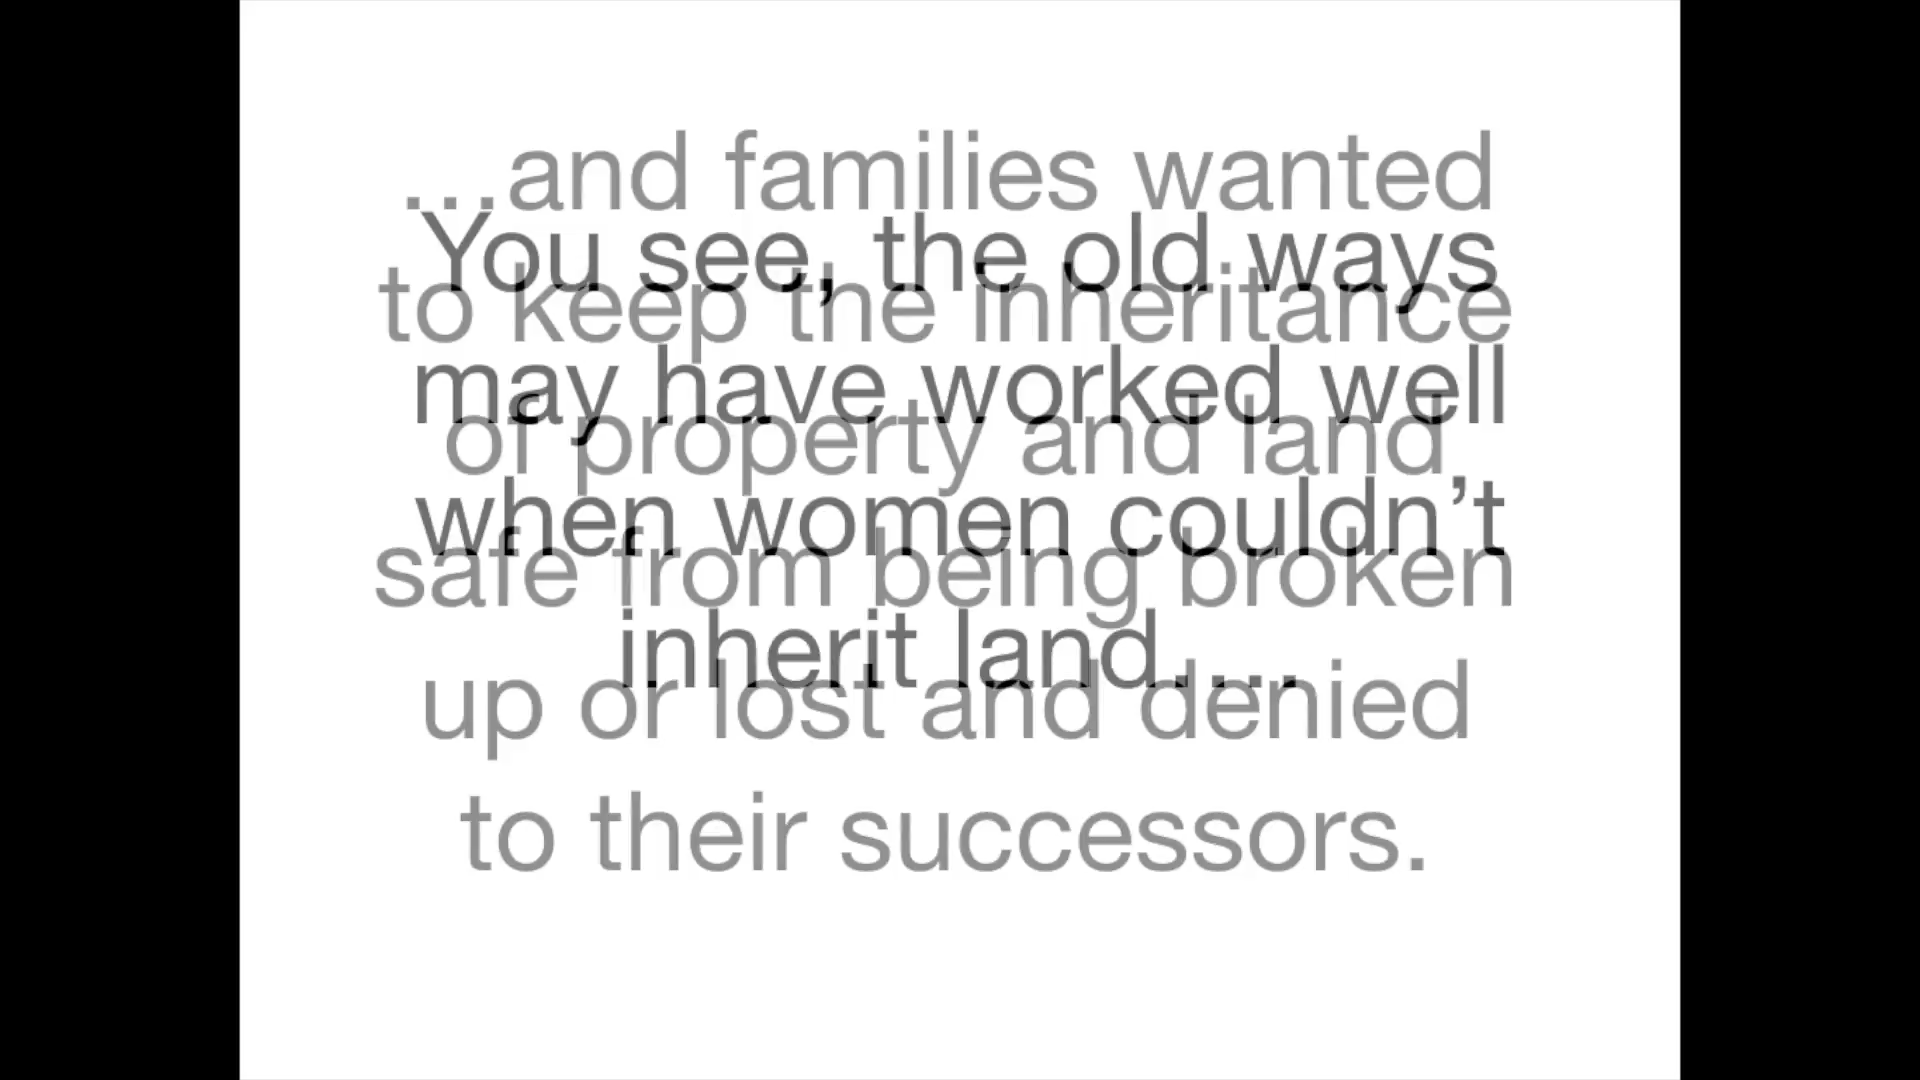 You see, the old ways
may have worked well
when women couldn’t
inherit land….
…and families wanted
to keep the inheritance
of property and land,
safe from being broken
up or lost and denied
to their successors.